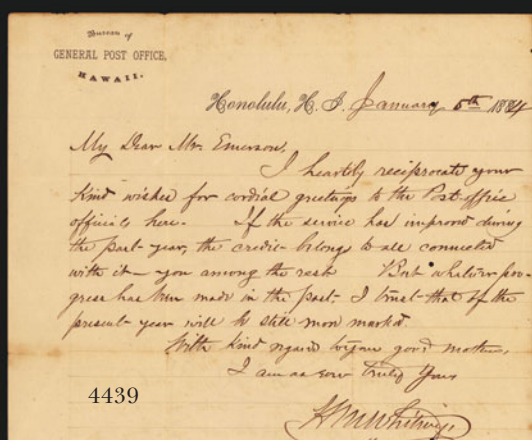 Bureau of
GENERAL POST OFFICE,
HAWAII.
Honolulu, H. I. January 5th 1884
My Dear Mr. Emerson,
I heartily reciprocate your
kind wishes for cordial greetings to the Post-office
officials here. If the service has improved during
the past year, the credit belongs to all connected
with it — you among the rest But whatever pro-
gress has been made in the past, I trust that of the
present year will be still more marked.
With kind regards to your good mother,
I am as ever truly Yours
H M Whitney
4439